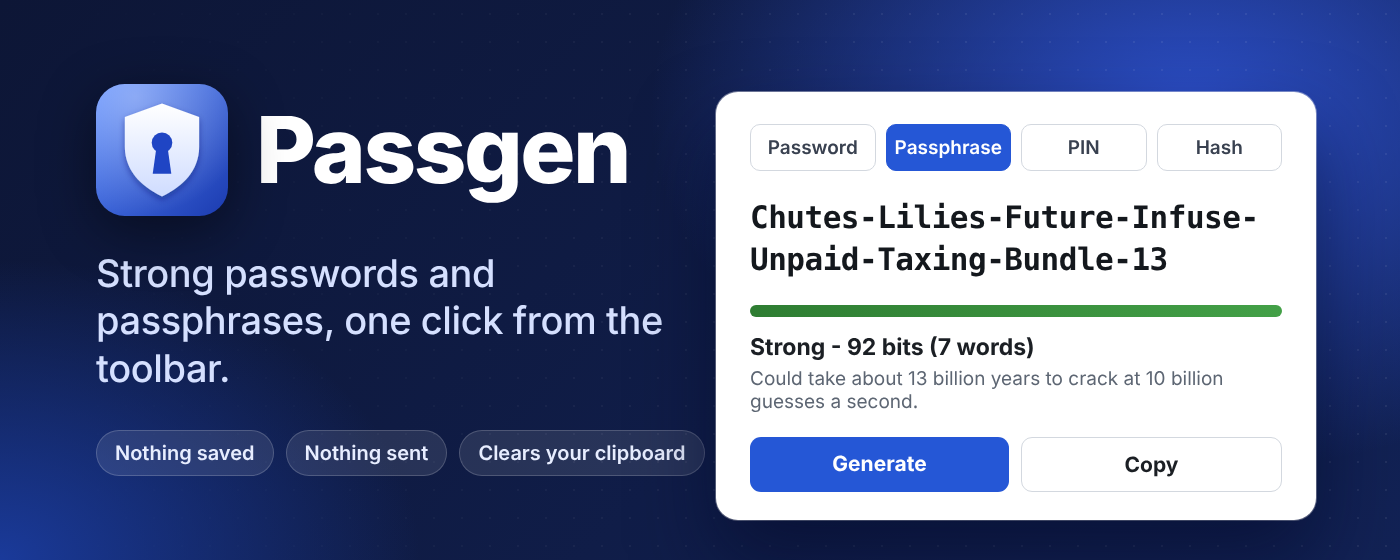 Passgen
Strong passwords and
passphrases, one click from the
toolbar.
Nothing saved
Nothing sent
Clears your clipboard
Password
Passphrase
PIN
Hash
Chutes-Lilies-Future-Infuse-
Unpaid-Taxing-Bundle-13
Strong - 92 bits (7 words)
Could take about 13 billion years to crack at 10 billion
guesses a second.
Generate
Copy